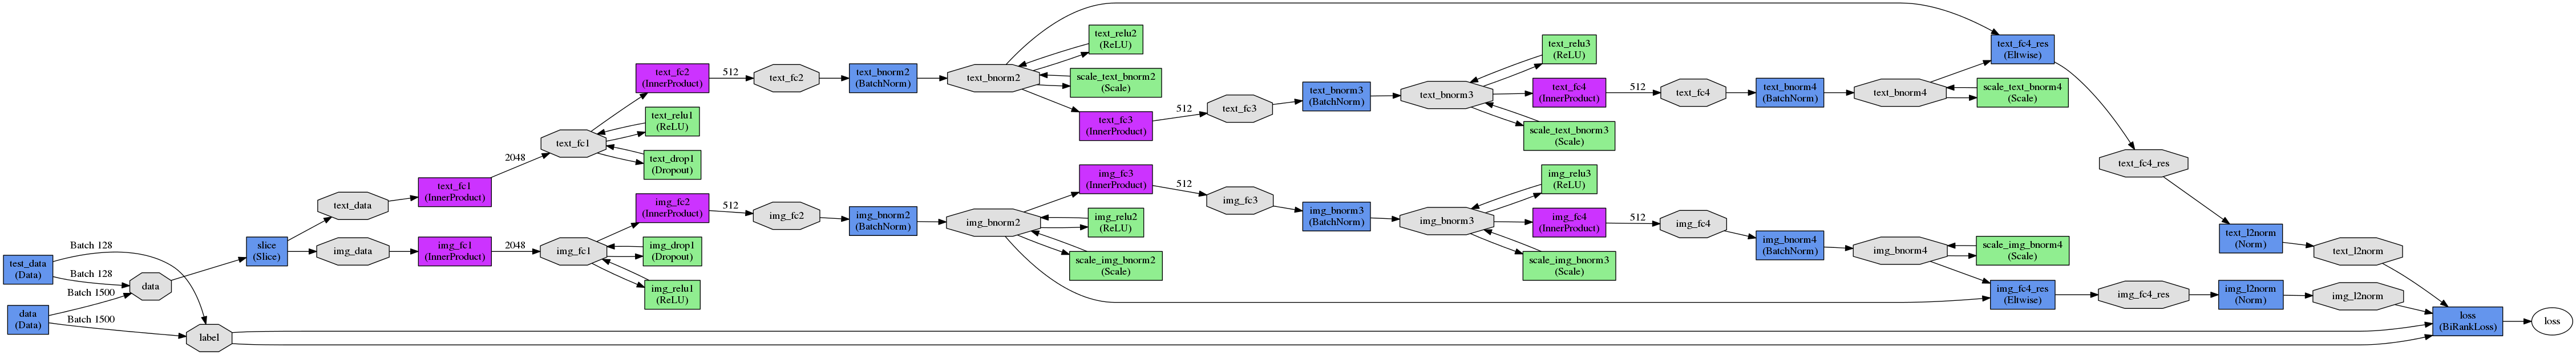 test_data
(Data)
data
(Data)
Batch 128
Batch 128
Batch 1500
Batch 1500
data
label
slice
(Slice)
text_data
img_data
text_fc1
(InnerProduct)
img_fc1
(InnerProduct)
2048
2048
text_fc1
img_fc1
text_fc2
(InnerProduct)
text_relu1
(ReLU)
text_drop1
(Dropout)
img_fc2
(InnerProduct)
img_drop1
(Dropout)
img_relu1
(ReLU)
512
512
text_fc2
img_fc2
text_bnorm2
(BatchNorm)
img_bnorm2
(BatchNorm)
text_bnorm2
img_bnorm2
text_relu2
(ReLU)
scale_text_bnorm2
(Scale)
text_fc3
(InnerProduct)
img_fc3
(InnerProduct)
img_relu2
(ReLU)
scale_img_bnorm2
(Scale)
512
512
text_fc3
img_fc3
text_bnorm3
(BatchNorm)
img_bnorm3
(BatchNorm)
text_bnorm3
img_bnorm3
text_relu3
(ReLU)
text_fc4
(InnerProduct)
scale_text_bnorm3
(Scale)
img_relu3
(ReLU)
img_fc4
(InnerProduct)
scale_img_bnorm3
(Scale)
512
512
text_fc4
img_fc4
text_bnorm4
(BatchNorm)
img_bnorm4
(BatchNorm)
text_bnorm4
img_bnorm4
text_fc4_res
(Eltwise)
scale_text_bnorm4
(Scale)
scale_img_bnorm4
(Scale)
img_fc4_res
(Eltwise)
text_fc4_res
img_fc4_res
text_l2norm
(Norm)
img_l2norm
(Norm)
text_l2norm
img_l2norm
loss
(BiRankLoss)
loss